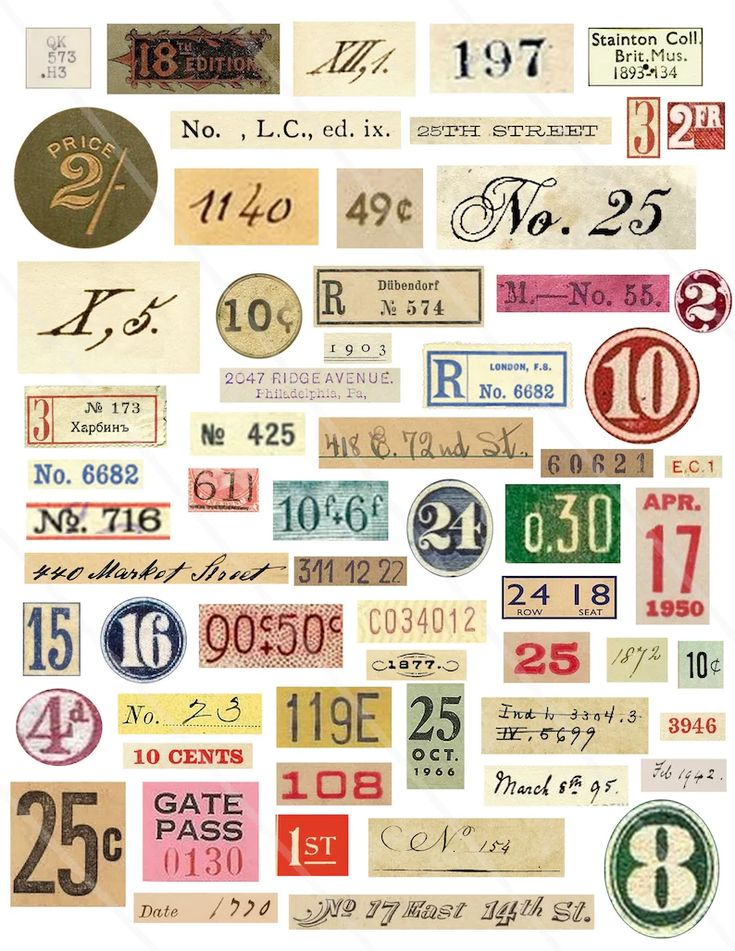 QK
573
.H3
18TH EDITION
XII, 1.
197
Stainton Coll.
Brit. Mus.
1893•134
PRICE
2/-
No. , L.C., ed. ix.
25TH STREET
3
2FR
1140
49¢
No. 25
X, 5.
10¢
R
Dübendorf
№ 574
M.—No. 55.
2
1903
2047 RIDGE AVENUE.
Philadelphia, Pa,
R
LONDON, F.S.
No. 6682
10
3
№ 173
Харбинъ
№ 425
418 E. 72nd St.,
60621
E.C.1
No. 6682
611
10f+6f
24
0.30
APR.
17
1950
No. 716
440 Market Street
311 12 22
24 18
ROW SEAT
15
16
90¢+50¢
C034012
1877.
25
1872
10¢
4d
No. 23
10 CENTS
119E
25
OCT.
1966
Ind h 3304.3
IV. 5699
3946
108
March 8th 95.
Feb 1942.
25c
GATE
PASS
0130
1ST
No 154
8
Date 1770
No 17 East 14th St.